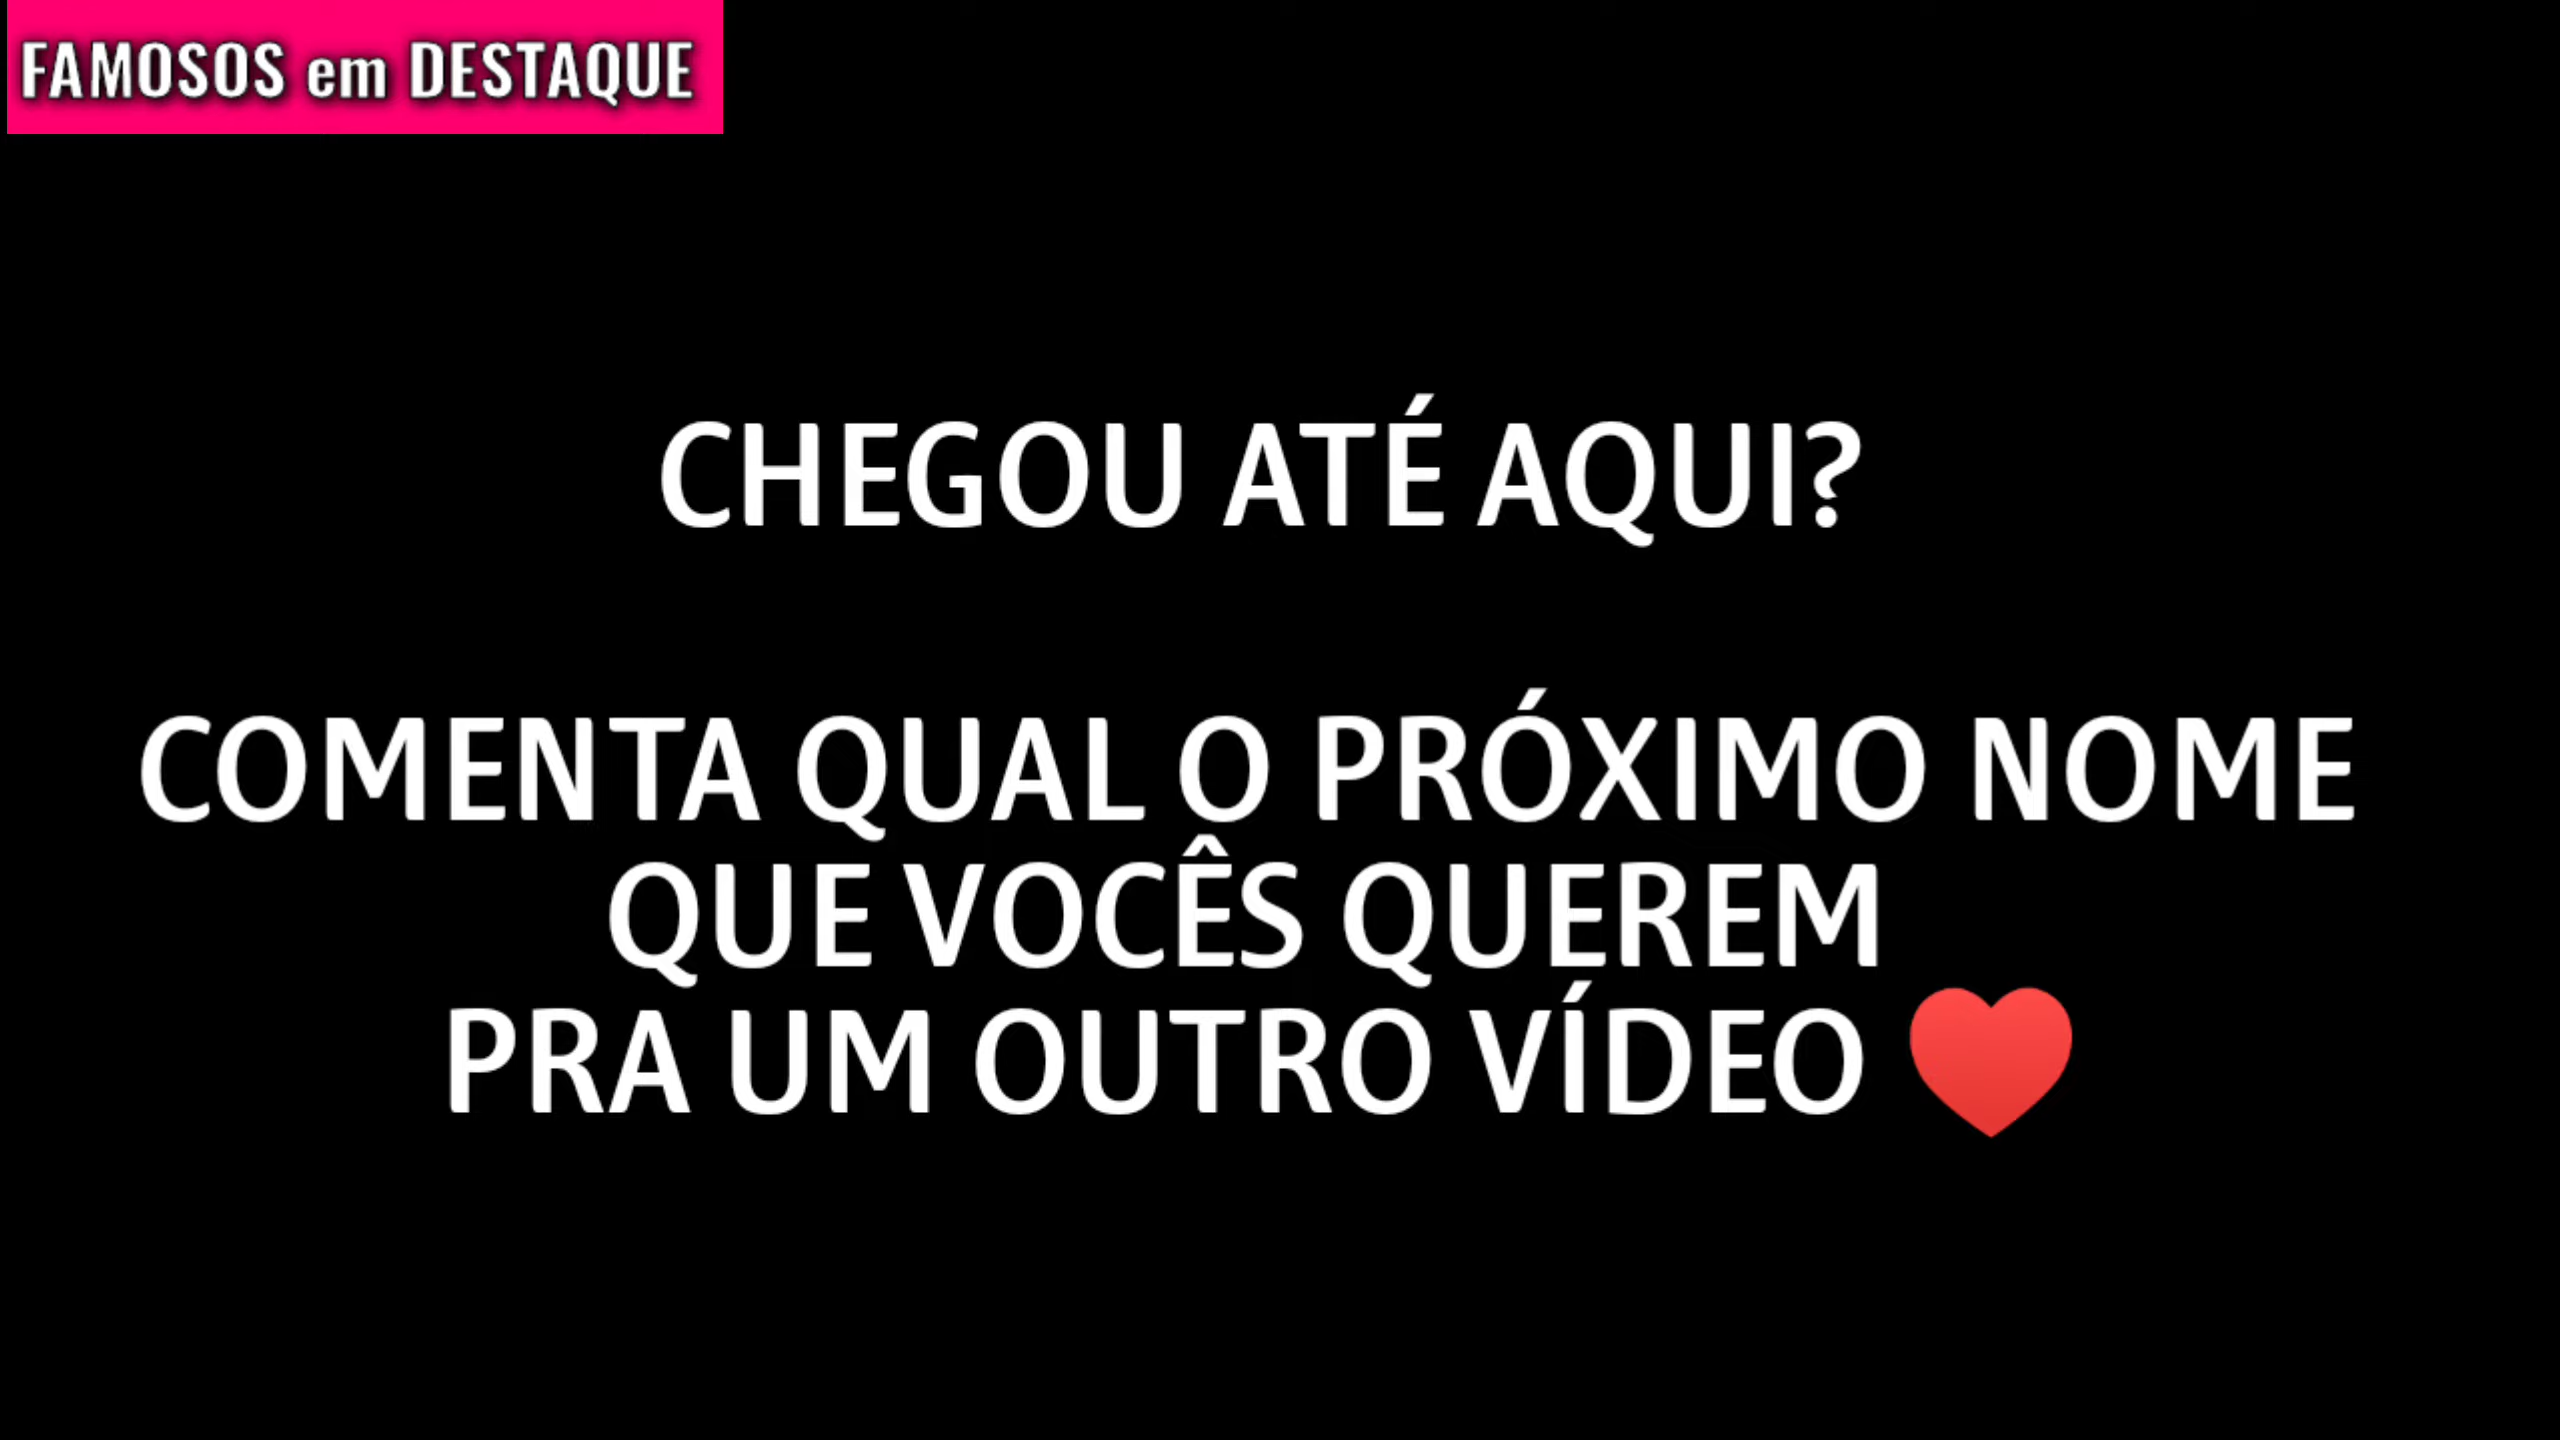 FAMOSOS em DESTAQUE
CHEGOU ATÉ AQUI?
COMENTA QUAL O PRÓXIMO NOME
QUE VOCÊS QUEREM
PRA UM OUTRO VÍDEO ♥